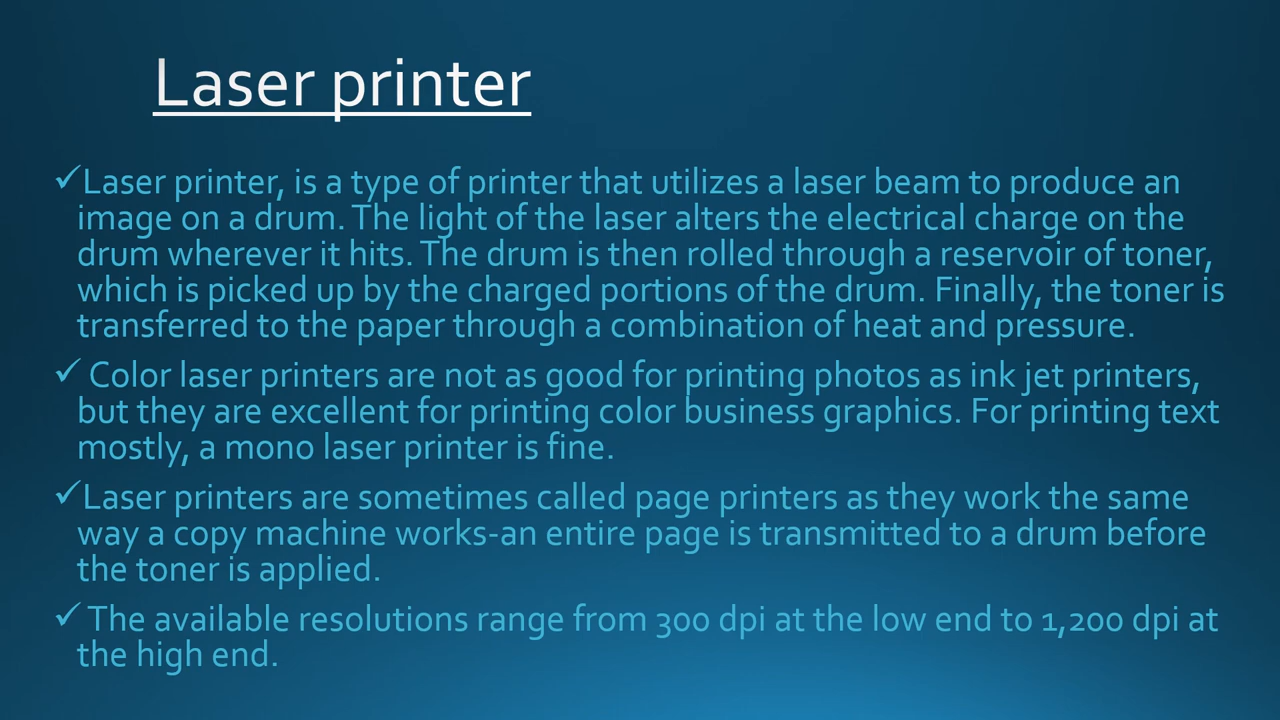 Laser printer
✓Laser printer, is a type of printer that utilizes a laser beam to produce an
image on a drum. The light of the laser alters the electrical charge on the
drum wherever it hits. The drum is then rolled through a reservoir of toner,
which is picked up by the charged portions of the drum. Finally, the toner is
transferred to the paper through a combination of heat and pressure.
✓ Color laser printers are not as good for printing photos as ink jet printers,
but they are excellent for printing color business graphics. For printing text
mostly, a mono laser printer is fine.
✓Laser printers are sometimes called page printers as they work the same
way a copy machine works-an entire page is transmitted to a drum before
the toner is applied.
✓ The available resolutions range from 300 dpi at the low end to 1,200 dpi at
the high end.